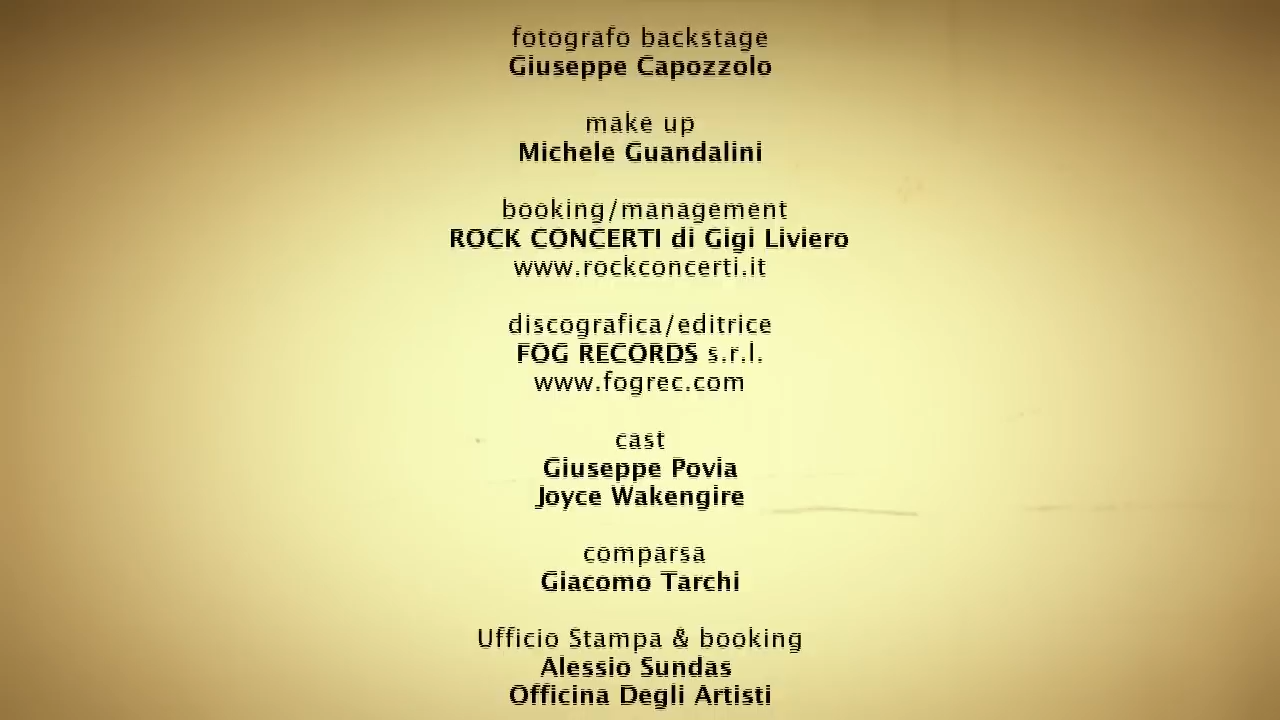 fotografo backstage
Giuseppe Capozzolo
make up
Michele Guandalini
booking/management
ROCK CONCERTI di Gigi Liviero
www.rockconcerti.it
discografica/editrice
FOG RECORDS s.r.l.
www.fogrec.com
cast
Giuseppe Povia
Joyce Wakengire
comparsa
Giacomo Tarchi
Ufficio Stampa & booking
Alessio Sundas
Officina Degli Artisti